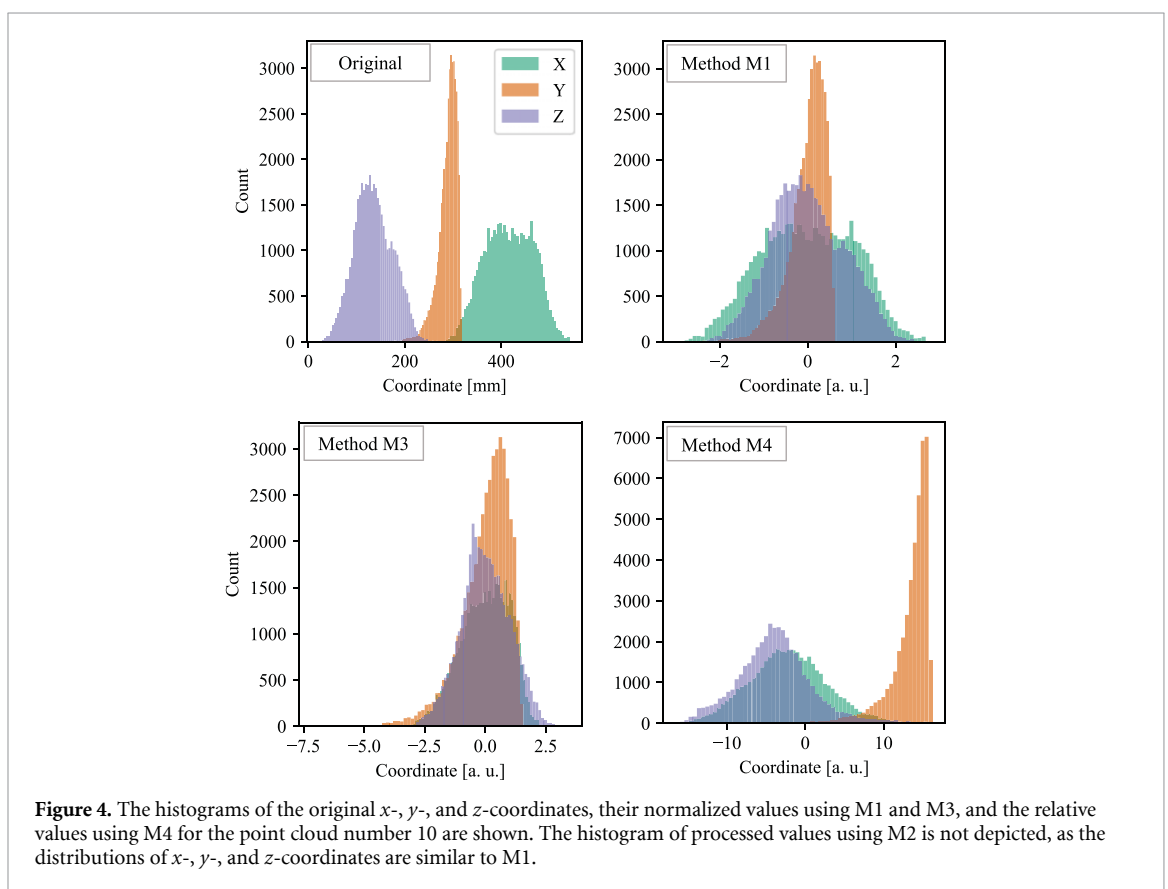 Original
X
Y
Z
3000
2500
2000
1500
1000
500
0
Count
0
200
400
Coordinate [mm]
Method M1
3000
2500
2000
1500
1000
500
0
−2
0
2
Coordinate [a. u.]
Method M3
3000
2500
2000
1500
1000
500
0
Count
−7.5
−5.0
−2.5
0.0
2.5
Coordinate [a. u.]
Method M4
7000
6000
5000
4000
3000
2000
1000
0
−10
0
10
Coordinate [a. u.]
Figure 4. The histograms of the original x-, y-, and z-coordinates, their normalized values using M1 and M3, and the relative
values using M4 for the point cloud number 10 are shown. The histogram of processed values using M2 is not depicted, as the
distributions of x-, y-, and z-coordinates are similar to M1.